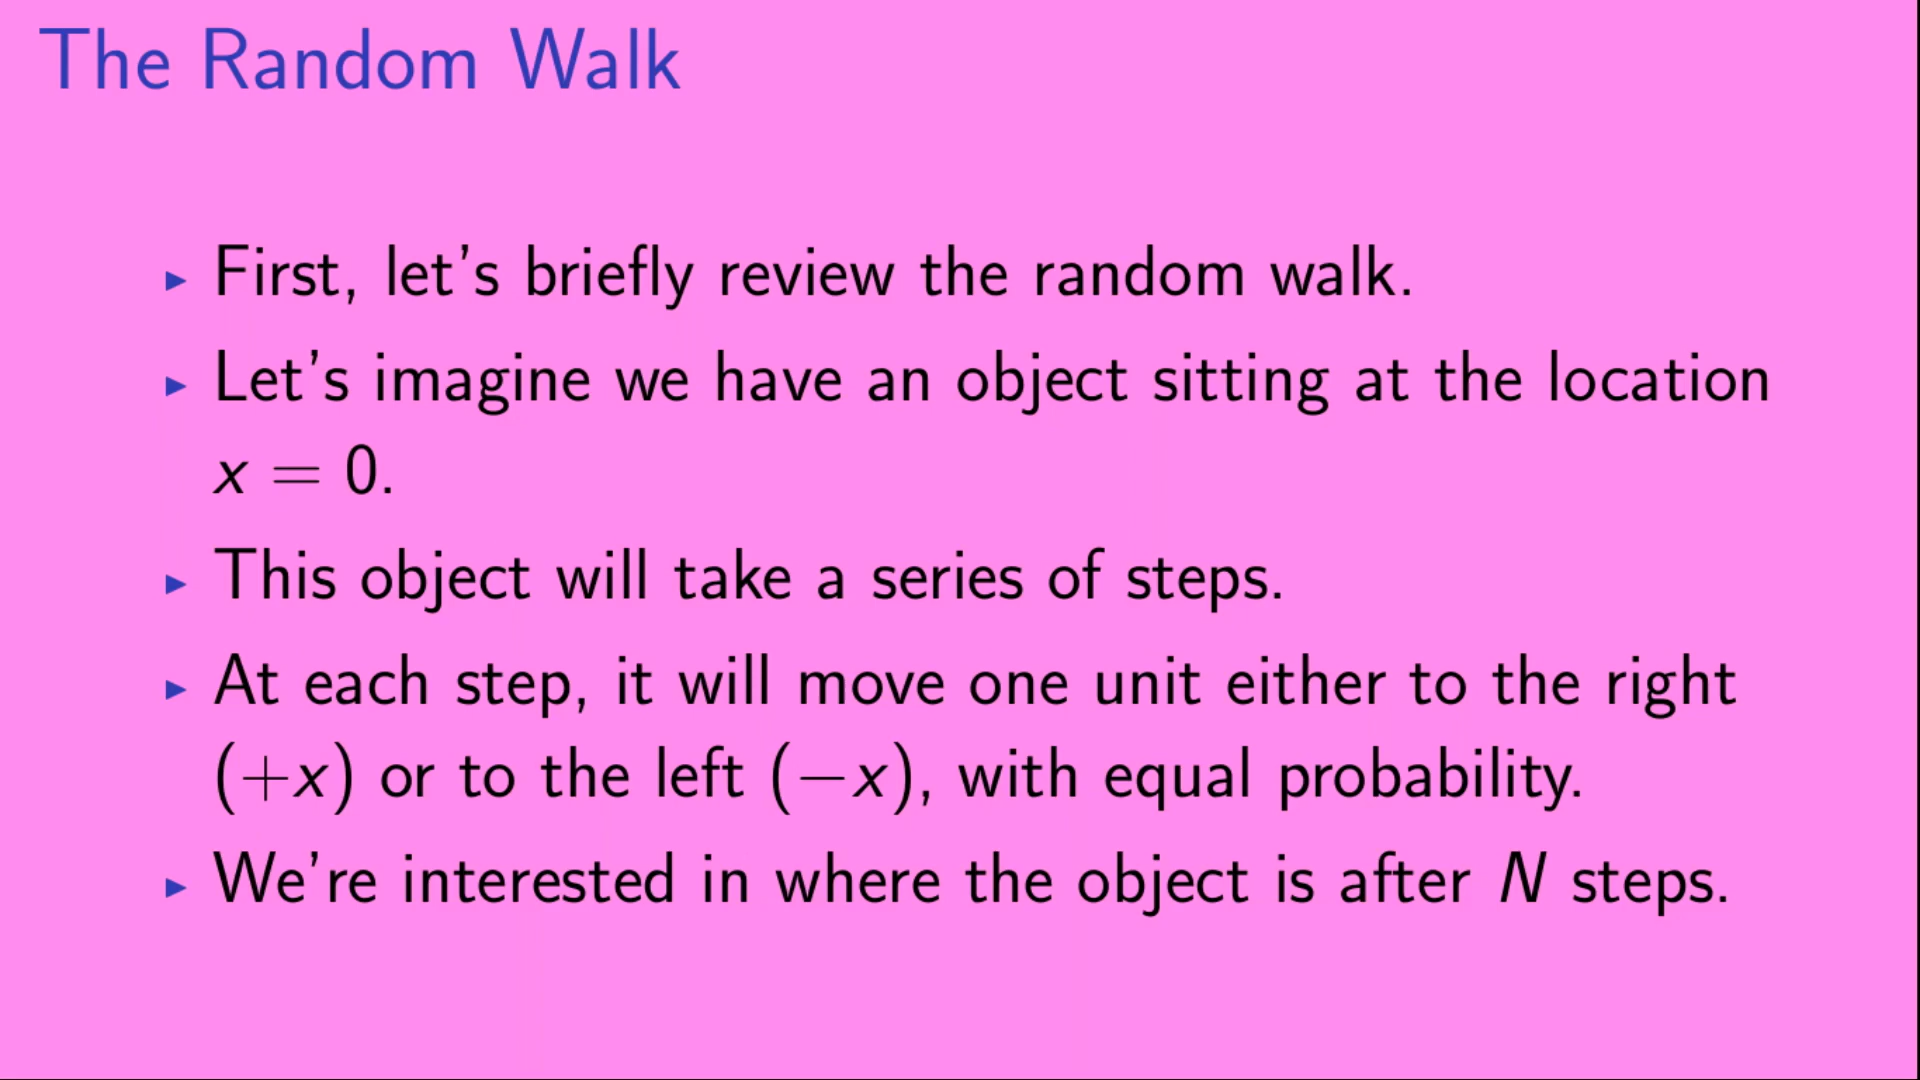 The Random Walk
▸ First, let's briefly review the random walk.
▸ Let's imagine we have an object sitting at the location
x = 0.
▸ This object will take a series of steps.
▸ At each step, it will move one unit either to the right
(+x) or to the left (−x), with equal probability.
▸ We're interested in where the object is after N steps.